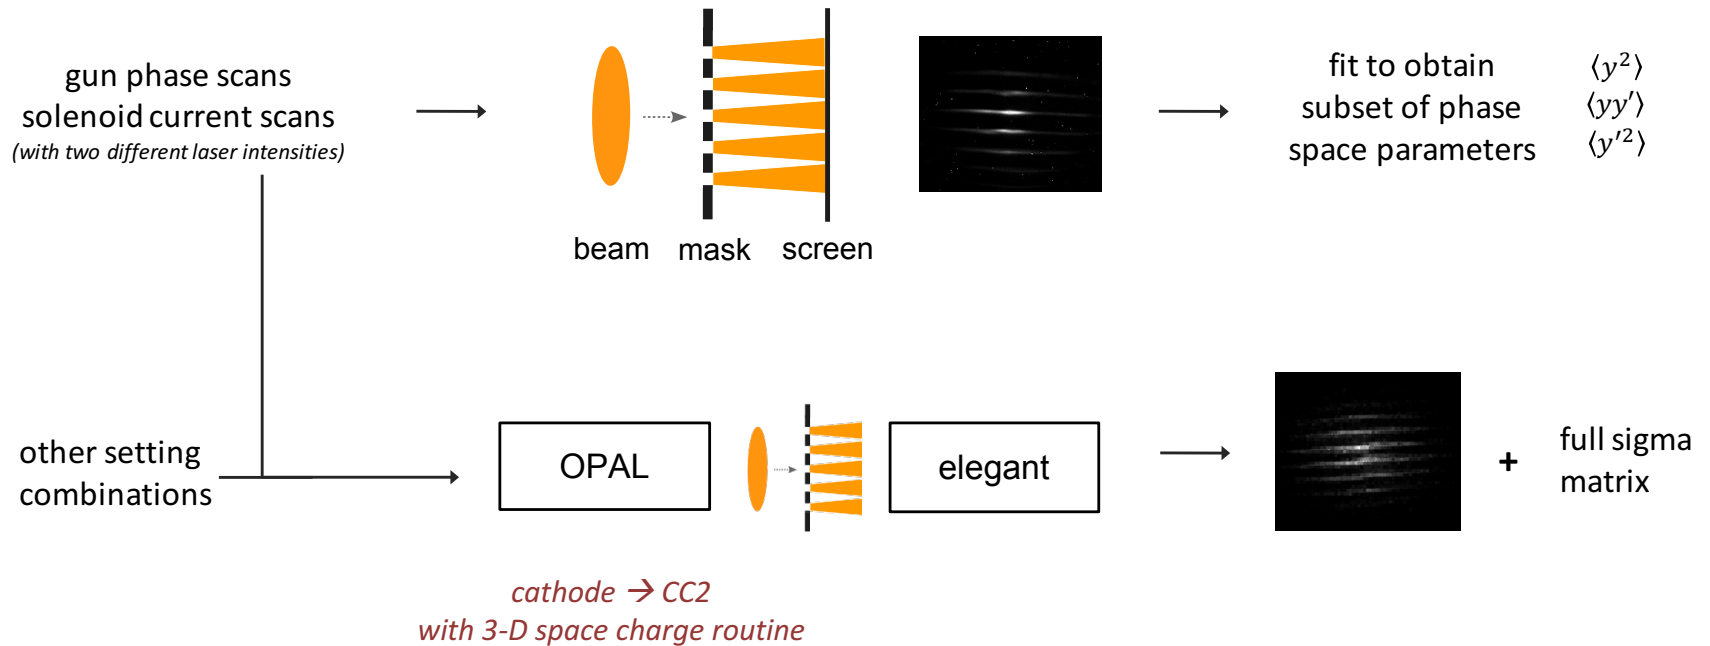 gun phase scans
solenoid current scans
(with two different laser intensities)
beam
mask
screen
fit to obtain
subset of phase
space parameters
⟨y²⟩
⟨yy′⟩
⟨y′²⟩
other setting
combinations
OPAL
elegant
+
full sigma
matrix
cathode → CC2
with 3-D space charge routine